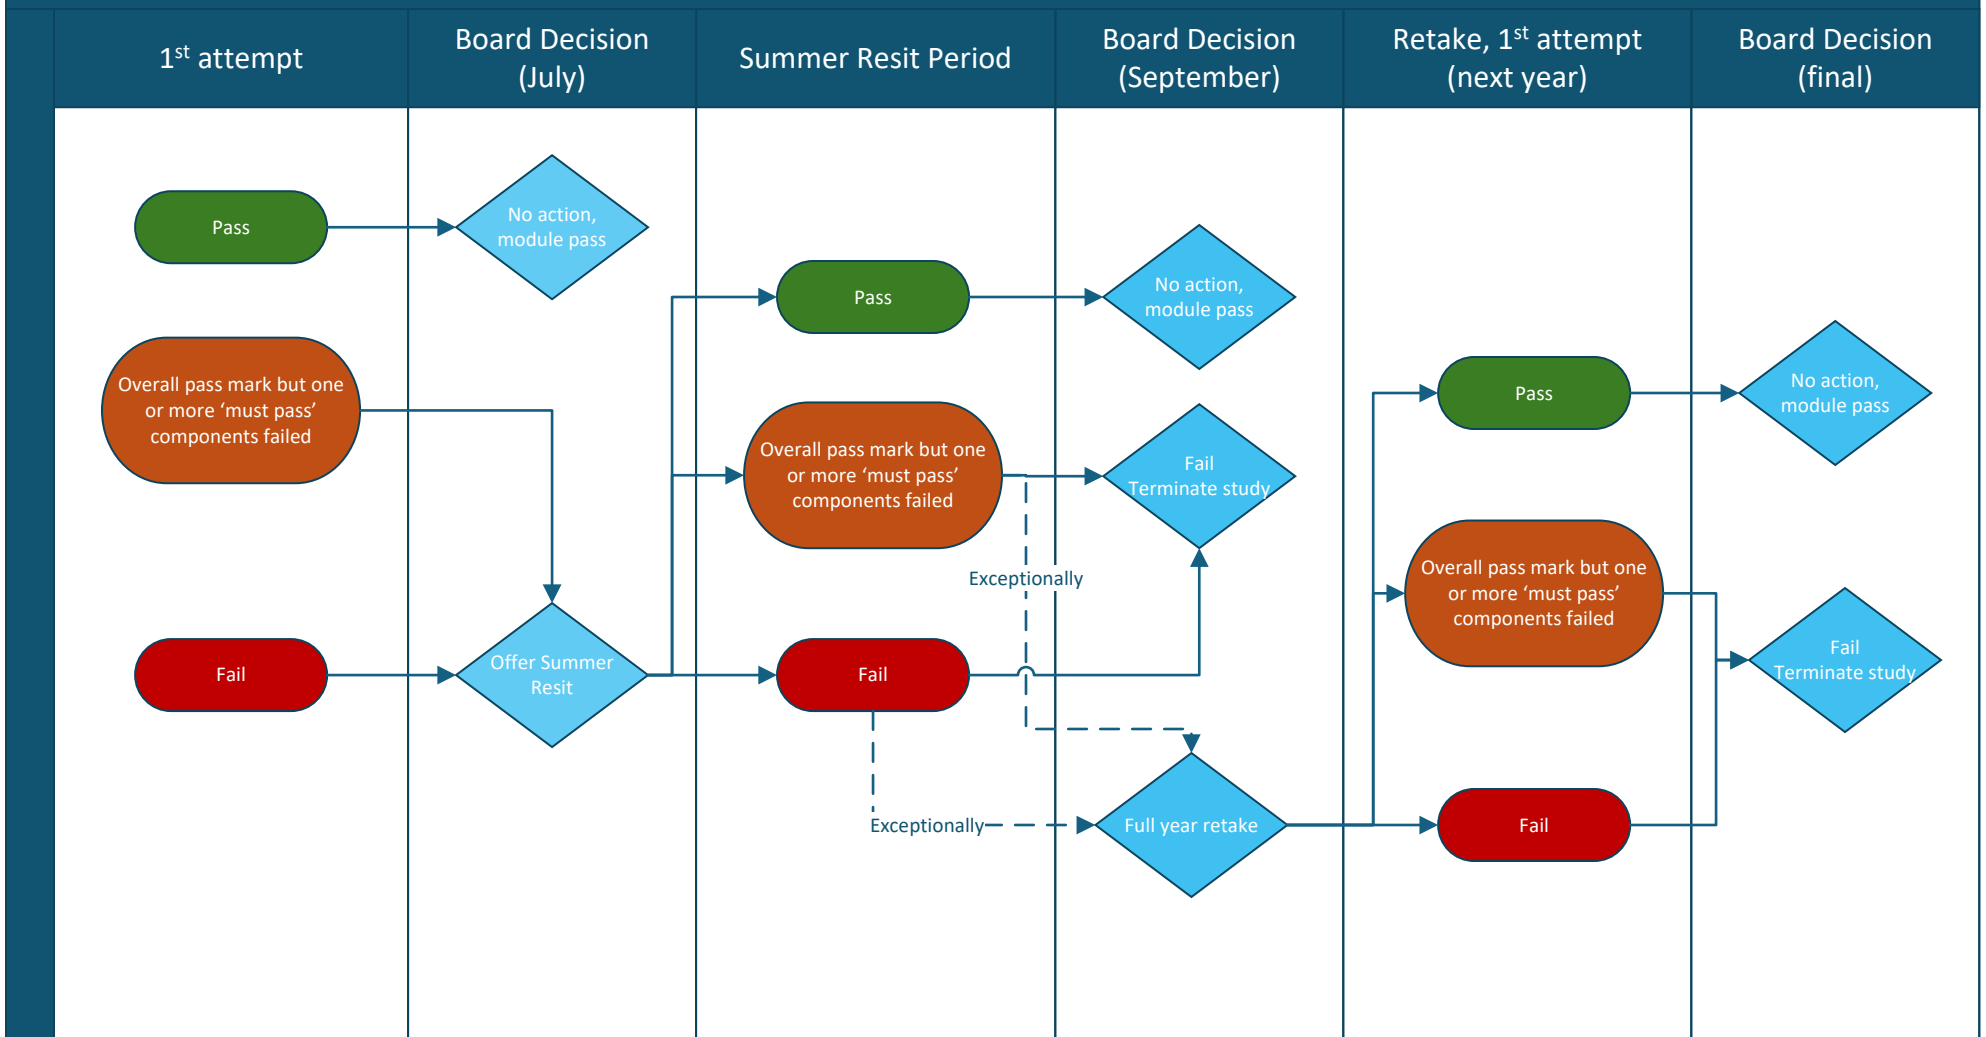 1st attempt
Board Decision
(July)
Summer Resit Period
Board Decision
(September)
Retake, 1st attempt
(next year)
Board Decision
(final)
Pass
No action,
module pass
Overall pass mark but one
or more ‘must pass’
components failed
Fail
Offer Summer
Resit
Pass
No action,
module pass
Overall pass mark but one
or more ‘must pass’
components failed
Fail
Terminate study
Exceptionally
Fail
Exceptionally
Full year retake
Pass
No action,
module pass
Overall pass mark but one
or more ‘must pass’
components failed
Fail
Terminate study
Fail